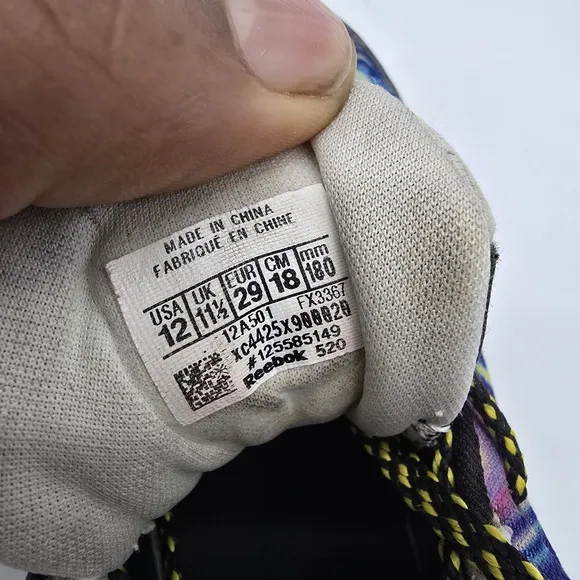 MADE IN CHINA
FABRIQUE EN CHINE
USA UK EUR CM mm
12 11½ 29 18 180
12A501 FX3367
XC4425X900020
#125585149
Reebok 520